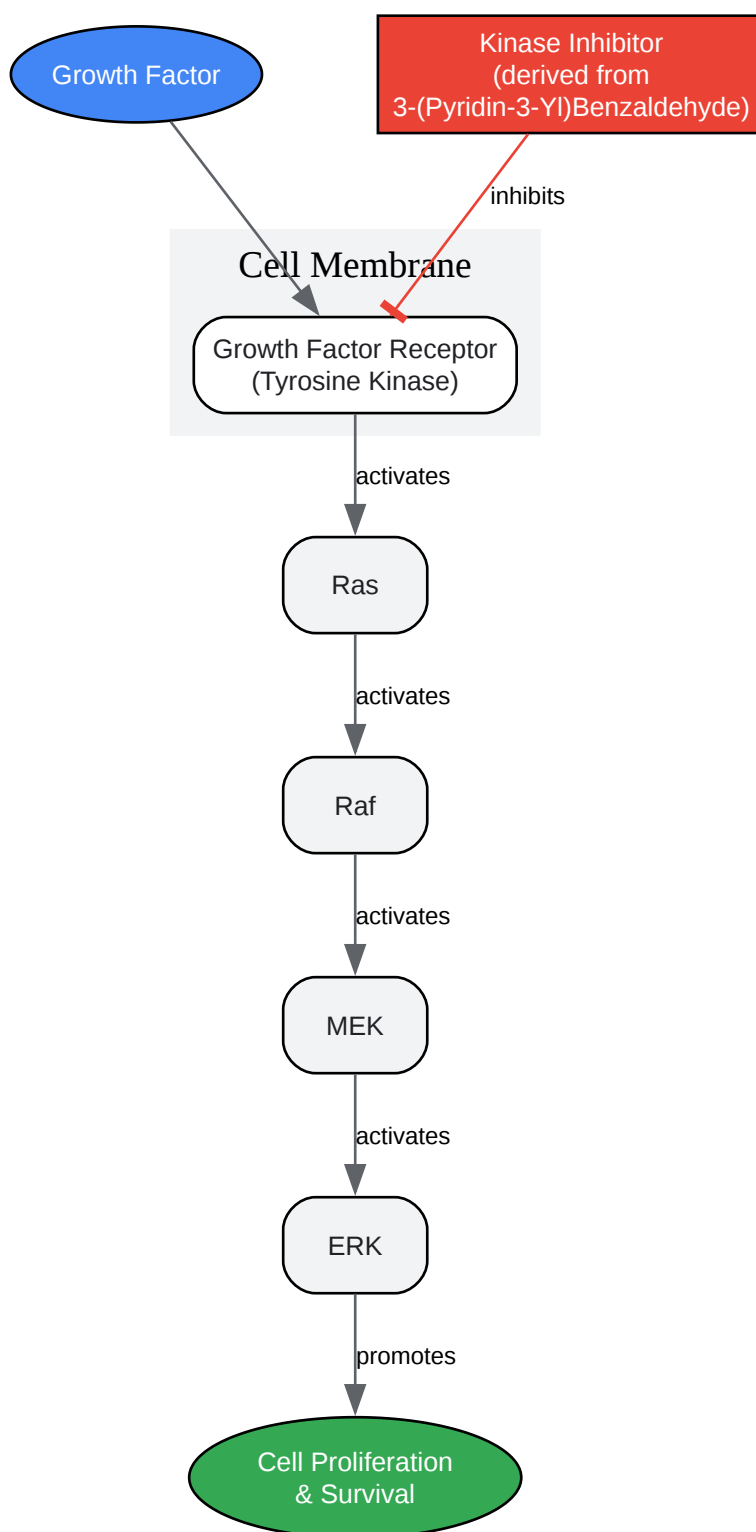 Growth Factor
Kinase Inhibitor
(derived from
3-(Pyridin-3-Yl)Benzaldehyde)
inhibits
Cell Membrane
Growth Factor Receptor
(Tyrosine Kinase)
activates
Ras
activates
Raf
activates
MEK
activates
ERK
promotes
Cell Proliferation
& Survival